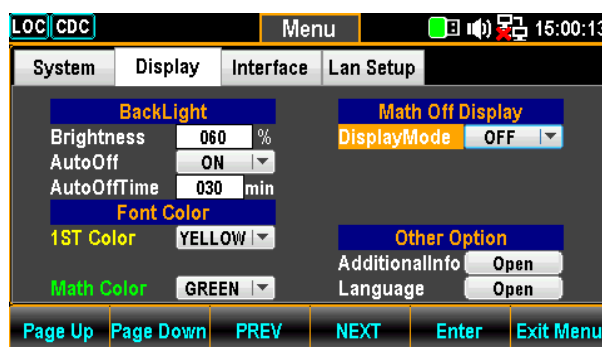 LOC CDC Menu 15:00:13
System Display Interface Lan Setup
BackLight
Brightness 060 %
AutoOff ON
AutoOffTime 030 min
Font Color
1ST Color YELLOW
Math Color GREEN
Math Off Display
DisplayMode OFF
Other Option
AdditionalInfo Open
Language Open
Page Up Page Down PREV NEXT Enter Exit Menu